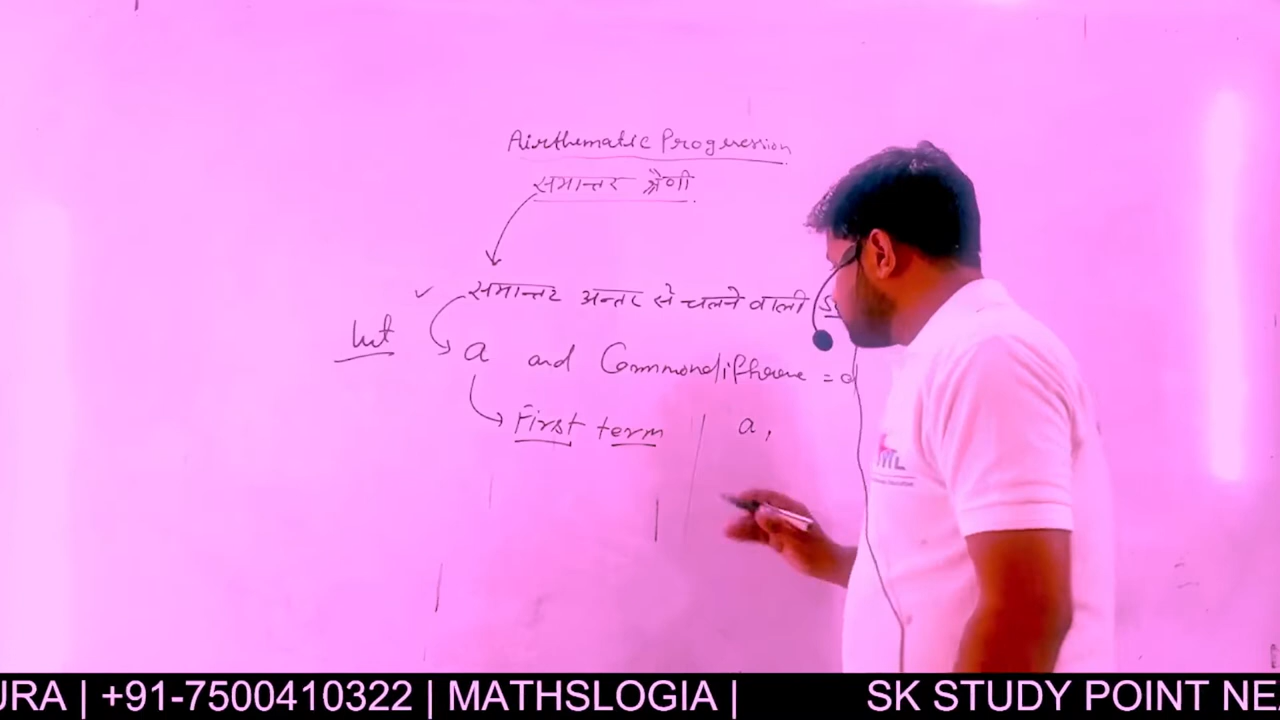 Airthematic Progression
समान्तर श्रेणी
समान्तर अन्तर से चलने वाली
let a and Commondifference = d
First term a,
URA | +91-7500410322 | MATHSLOGIA | SK STUDY POINT NEA